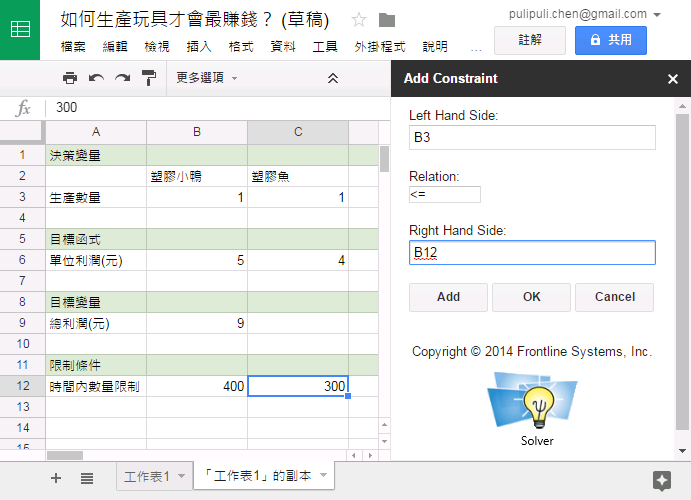 如何生產玩具才會最賺錢？ (草稿)
pulipuli.chen@gmail.com
檔案 編輯 檢視 插入 格式 資料 工具 外掛程式 說明 ...
註解
共用
更多選項
fx 300
A B C
1 決策變量
2 塑膠小鴨 塑膠魚
3 生產數量 1 1
4
5 目標函式
6 單位利潤(元) 5 4
7
8 目標變量
9 總利潤(元) 9
10
11 限制條件
12 時間內數量限制 400 300
13
14
15
工作表1
「工作表1」的副本
Add Constraint
Left Hand Side:
B3
Relation:
<=
Right Hand Side:
B12
Add OK Cancel
Copyright © 2014 Frontline Systems, Inc.
Solver